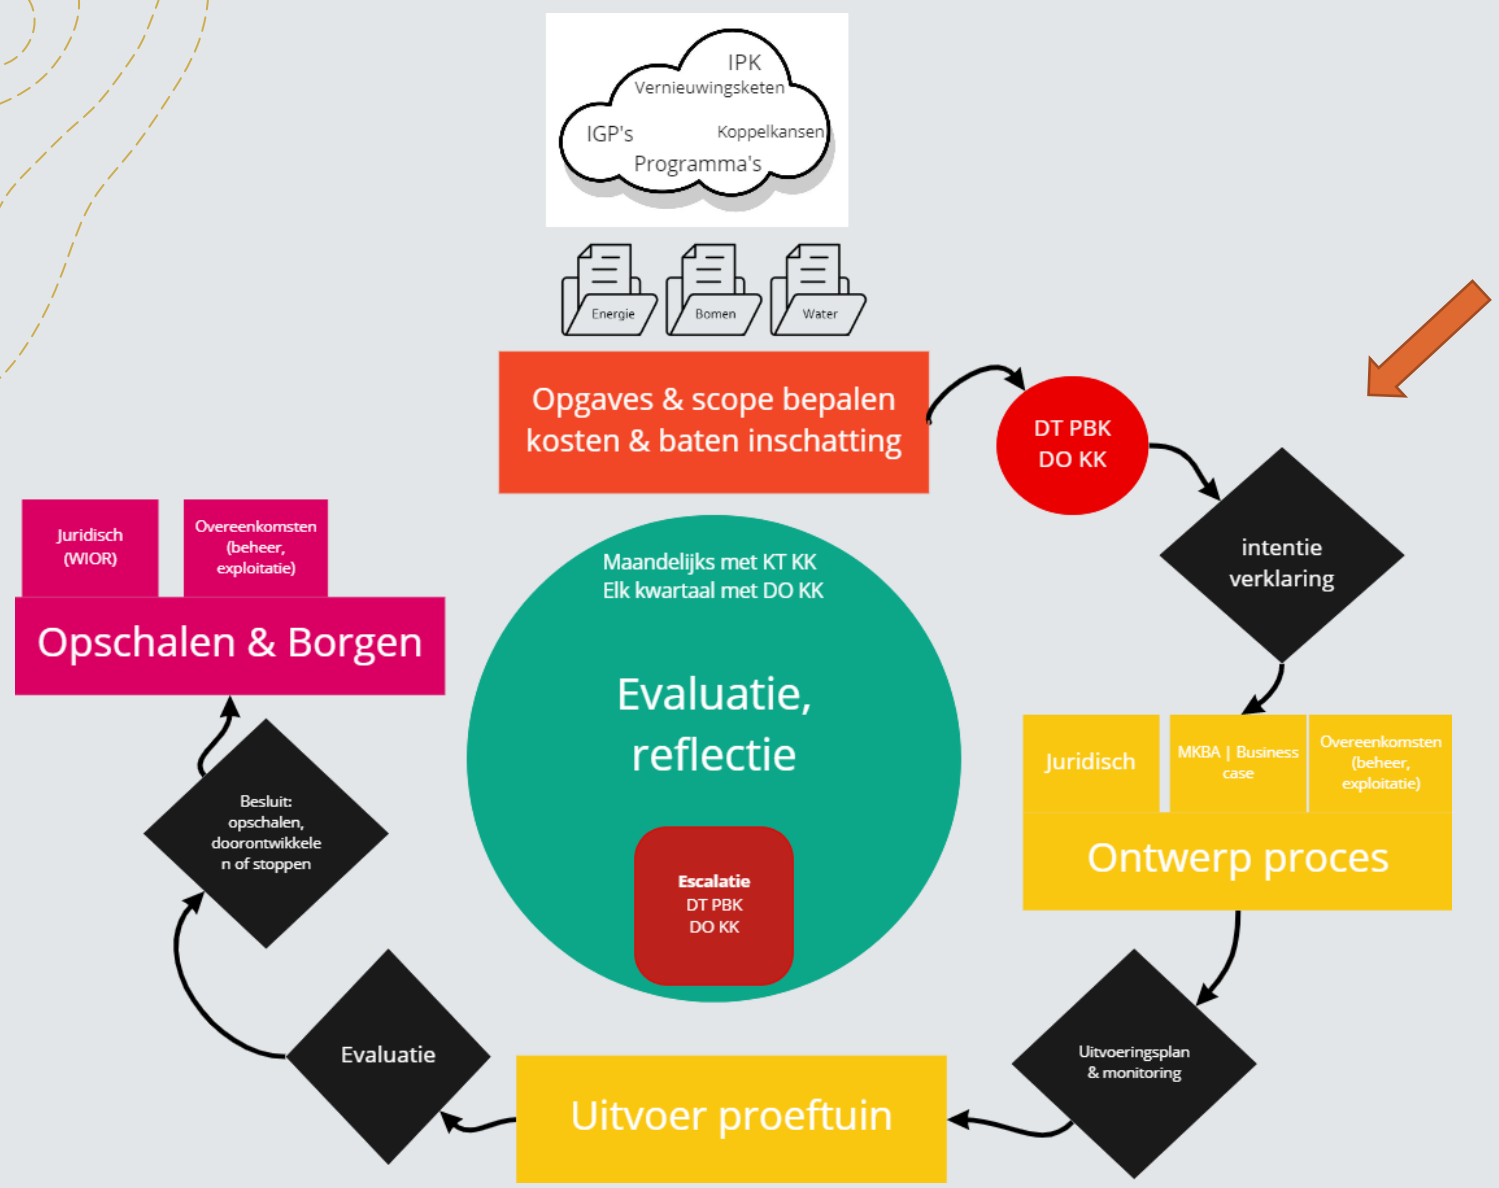 IPK
Vernieuwingsketen
IGP's
Koppelkansen
Programma's
Energie
Bomen
Water
Opgaves & scope bepalen
kosten & baten inschatting
DT PBK
DO KK
intentie
verklaring
Juridisch
MKBA | Business
case
Overeenkomsten
(beheer,
exploitatie)
Ontwerp proces
Uitvoeringsplan
& monitoring
Uitvoer proeftuin
Evaluatie
Besluit:
opschalen,
doorontwikkele
n of stoppen
Juridisch
(WIOR)
Overeenkomsten
(beheer,
exploitatie)
Opschalen & Borgen
Maandelijks met KT KK
Elk kwartaal met DO KK
Evaluatie,
reflectie
Escalatie
DT PBK
DO KK